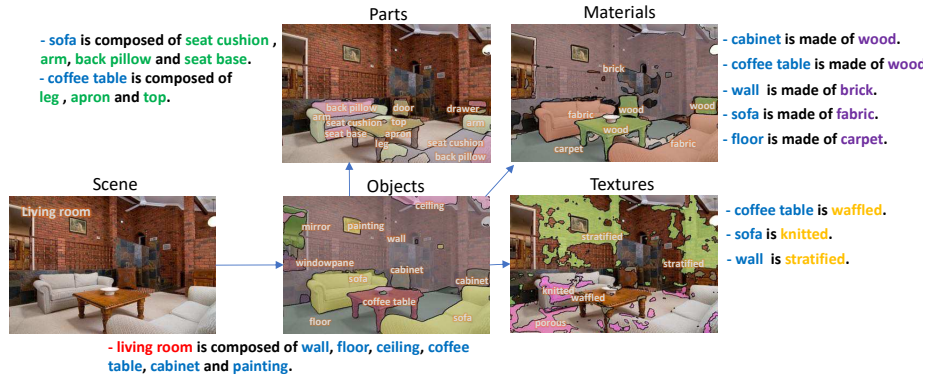 Parts
Materials
- sofa is composed of seat cushion ,
arm, back pillow and seat base.
- coffee table is composed of
leg , apron and top.
back pillow
door
drawer
arm
seat cushion
top
arm
seat base
apron
leg
seat cushion
back pillow
brick
wood
wood
fabric
wood
carpet
fabric
- cabinet is made of wood.
- coffee table is made of wood
- wall is made of brick.
- sofa is made of fabric.
- floor is made of carpet.
Scene
Objects
Textures
Living room
ceiling
mirror
painting
wall
windowpane
cabinet
sofa
cabinet
coffee table
floor
sofa
stratified
stratified
knitted
waffled
porous
- coffee table is waffled.
- sofa is knitted.
- wall is stratified.
- living room is composed of wall, floor, ceiling, coffee
table, cabinet and painting.